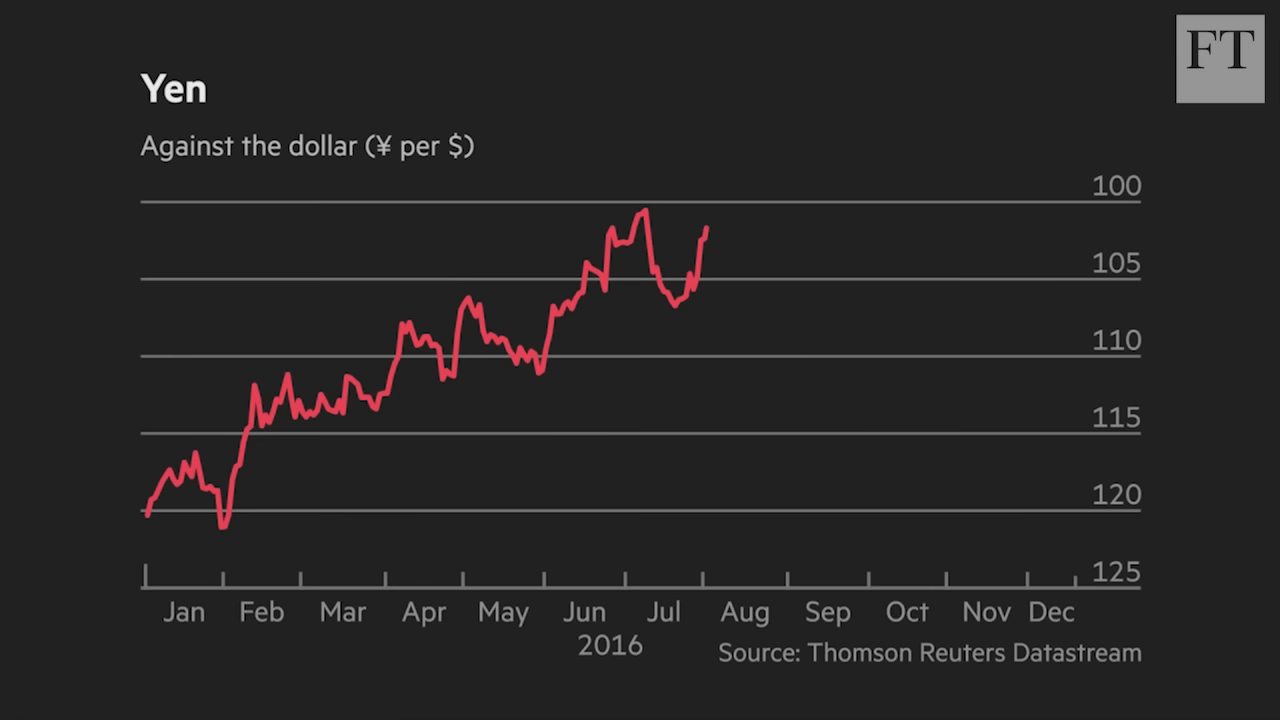 FT
Yen
Against the dollar (¥ per $)
100
105
110
115
120
125
Jan Feb Mar Apr May Jun Jul Aug Sep Oct Nov Dec
2016
Source: Thomson Reuters Datastream